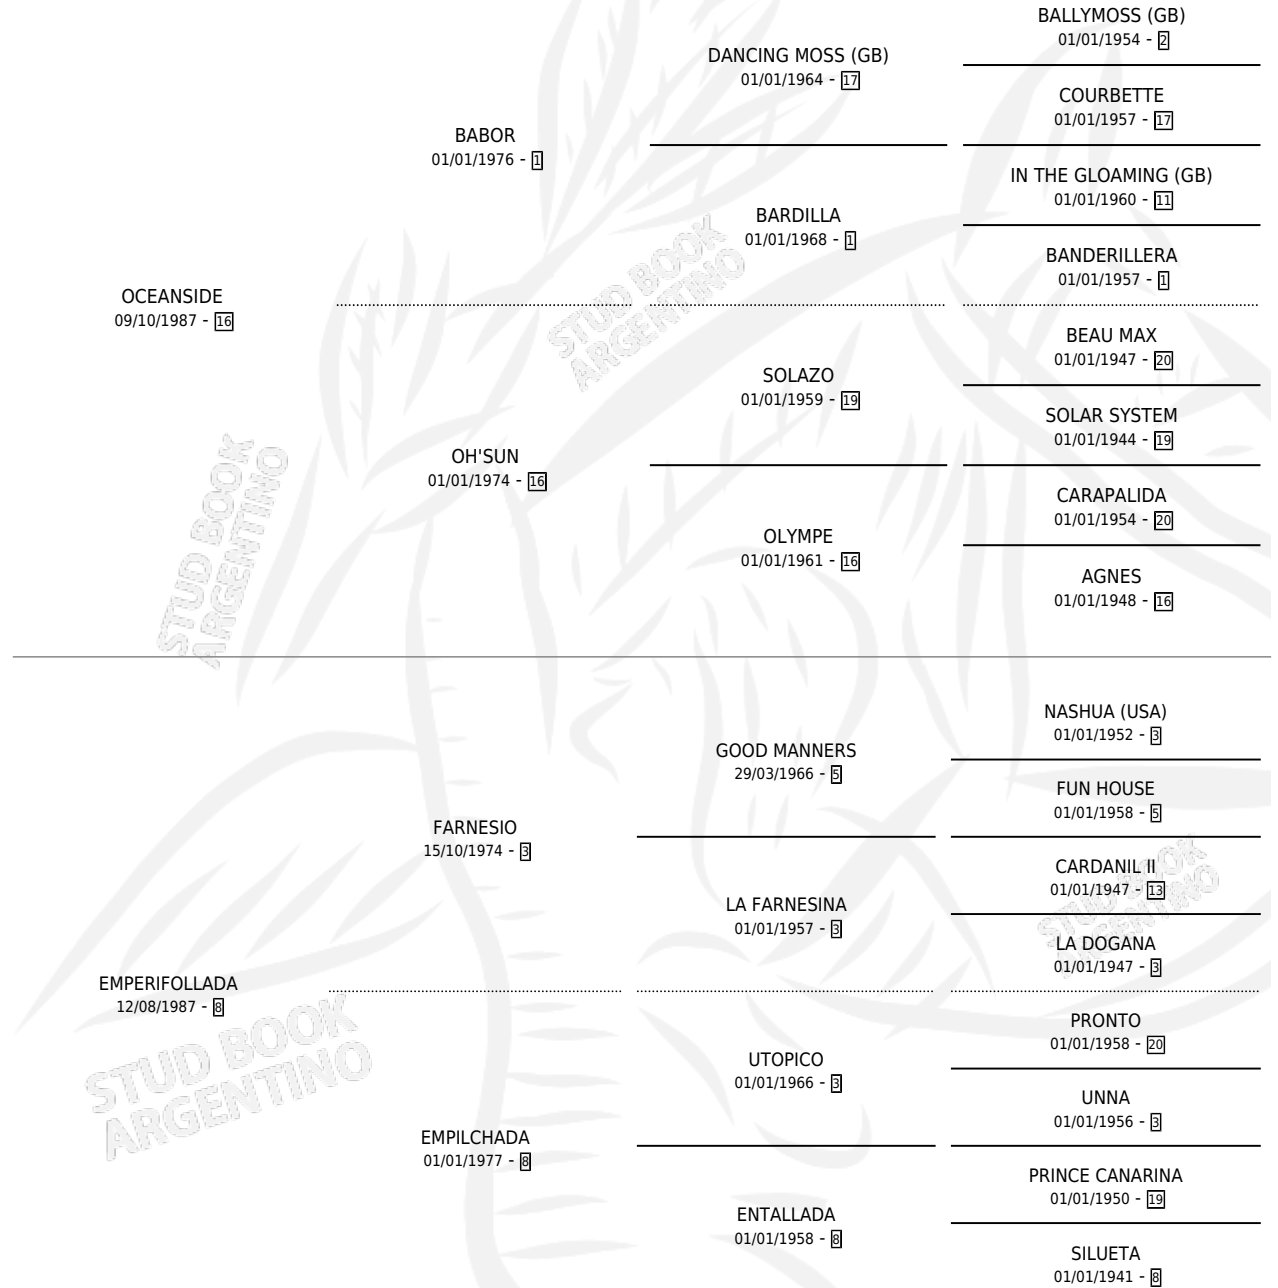 BALLYMOSS (GB)
01/01/1954 - 2
DANCING MOSS (GB)
01/01/1964 - 17
COURBETTE
01/01/1957 - 17
BABOR
01/01/1976 - 1
IN THE GLOAMING (GB)
01/01/1960 - 11
BARDILLA
01/01/1968 - 1
BANDERILLERA
01/01/1957 - 1
OCEANSIDE
09/10/1987 - 16
BEAU MAX
01/01/1947 - 20
SOLAZO
01/01/1959 - 19
SOLAR SYSTEM
01/01/1944 - 19
OH'SUN
01/01/1974 - 16
CARAPALIDA
01/01/1954 - 20
OLYMPE
01/01/1961 - 16
AGNES
01/01/1948 - 16
STUD BOOK
ARGENTINO
STUD BOOK
ARGENTINO
NASHUA (USA)
01/01/1952 - 3
GOOD MANNERS
29/03/1966 - 5
FUN HOUSE
01/01/1958 - 5
FARNESIO
15/10/1974 - 3
CARDANIL II
01/01/1947 - 13
LA FARNESINA
01/01/1957 - 3
LA DOGANA
01/01/1947 - 3
EMPERIFOLLADA
12/08/1987 - 8
PRONTO
01/01/1958 - 20
UTOPICO
01/01/1966 - 3
UNNA
01/01/1956 - 3
EMPILCHADA
01/01/1977 - 8
PRINCE CANARINA
01/01/1950 - 19
ENTALLADA
01/01/1958 - 8
SILUETA
01/01/1941 - 8
STUD BOOK
ARGENTINO
STUD BOOK
ARGENTINO